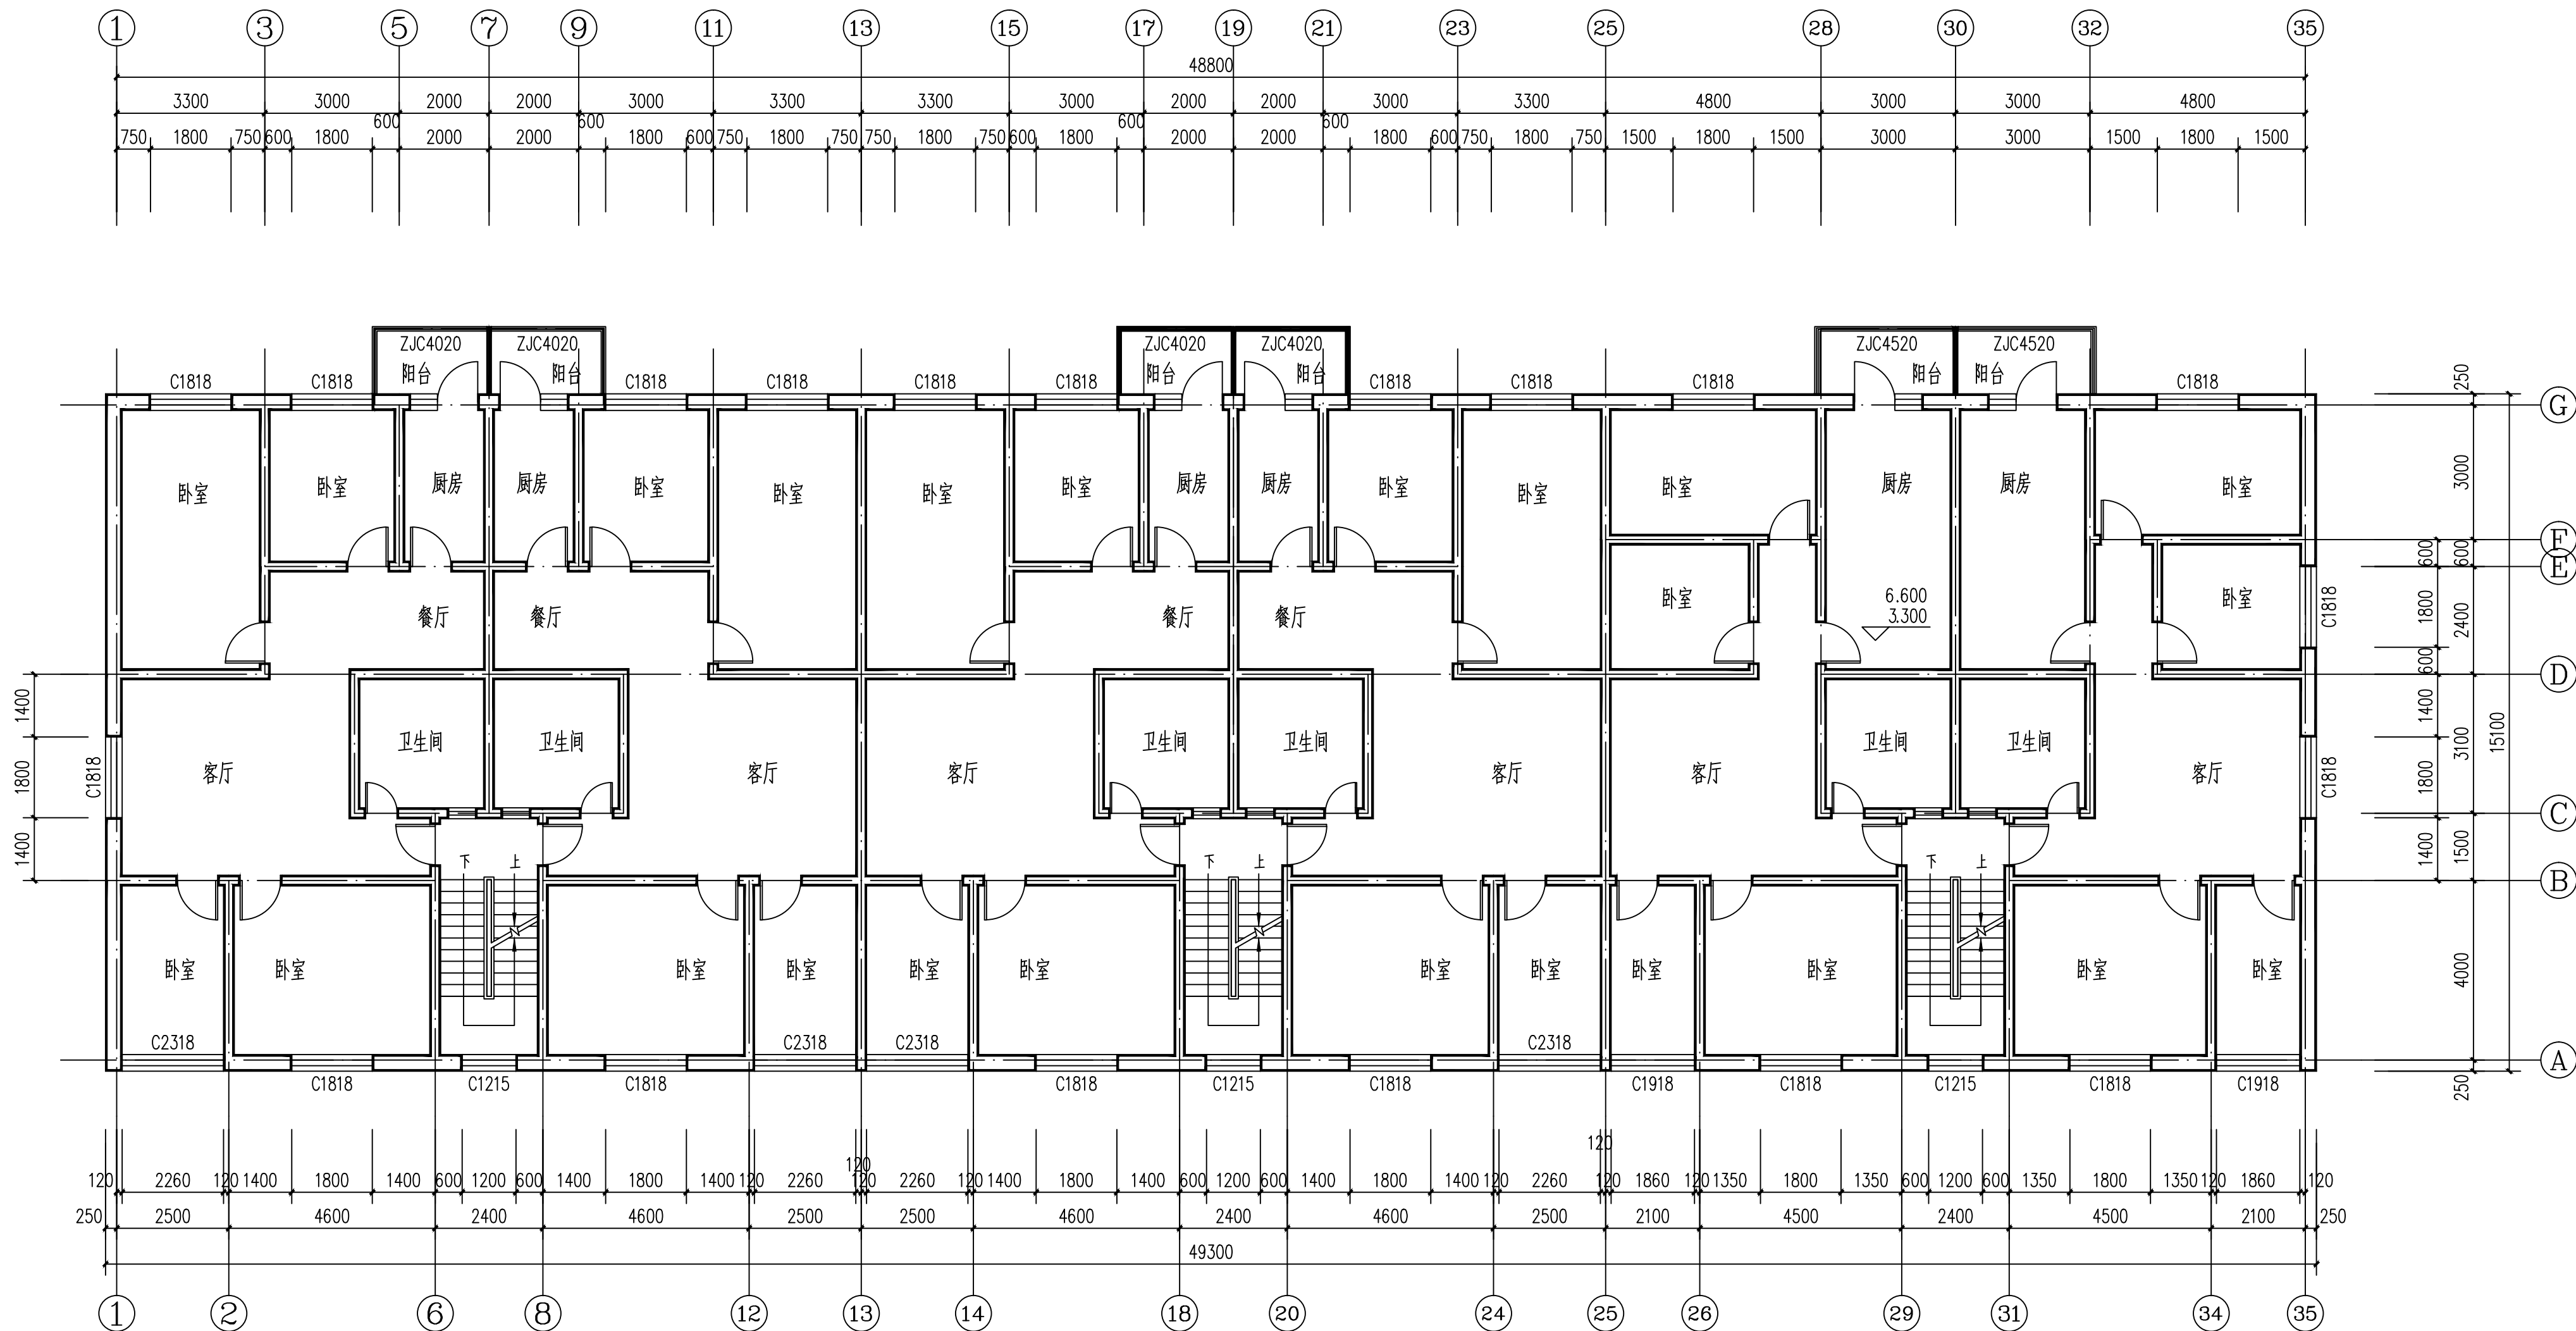 1 3 5 7 9 11 13 15 17 19 21 23 25 28 30 32 35
48800
3300 3000 2000 2000 3000 3300 3300 3000 2000 2000 3000 3300 4800 3000 3000 4800
600 600 600 600
750 1800 750 600 1800 2000 2000 1800 600 750 1800 750 750 1800 750 600 1800 2000 2000 1800 600 750 1800 750 1500 1800 1500 3000 3000 1500 1800 1500
ZJC4020 ZJC4020 ZJC4020 ZJC4020 ZJC4520 ZJC4520
阳台 阳台 阳台 阳台 阳台 阳台
C1818 C1818 C1818 C1818 C1818 C1818 C1818 C1818 C1818 C1818
250
G
卧室 卧室 厨房 厨房 卧室 卧室 卧室 卧室 厨房 厨房 卧室 卧室 卧室 厨房 厨房 卧室
3000
F
600 600
E
餐厅 餐厅 餐厅 餐厅 卧室 卧室
6.600
3.300
C1818
1800 2400
600
D
1400 1400
卫生间 卫生间 卫生间 卫生间 卫生间 卫生间
3100 15100
客厅 客厅 客厅 客厅 客厅 客厅
1800 C1818 C1818 1800
C
1400 1400 1500
下 上 下 上 下 上
B
卧室 卧室 卧室 卧室 卧室 卧室 卧室 卧室 卧室 卧室 卧室 卧室
4000
C2318 C2318 C2318 C2318
A
C1818 C1215 C1818 C1818 C1215 C1818 C1918 C1818 C1215 C1818 C1918
250
120 120
120 2260 120 1400 1800 1400 600 1200 600 1400 1800 1400 120 2260 120 2260 120 1400 1800 1400 600 1200 600 1400 1800 1400 120 2260 120 1860 120 1350 1800 1350 600 1200 600 1350 1800 1350 120 1860 120
250 2500 4600 2400 4600 2500 2500 4600 2400 4600 2500 2100 4500 2400 4500 2100 250
49300
1 2 6 8 12 13 14 18 20 24 25 26 29 31 34 35